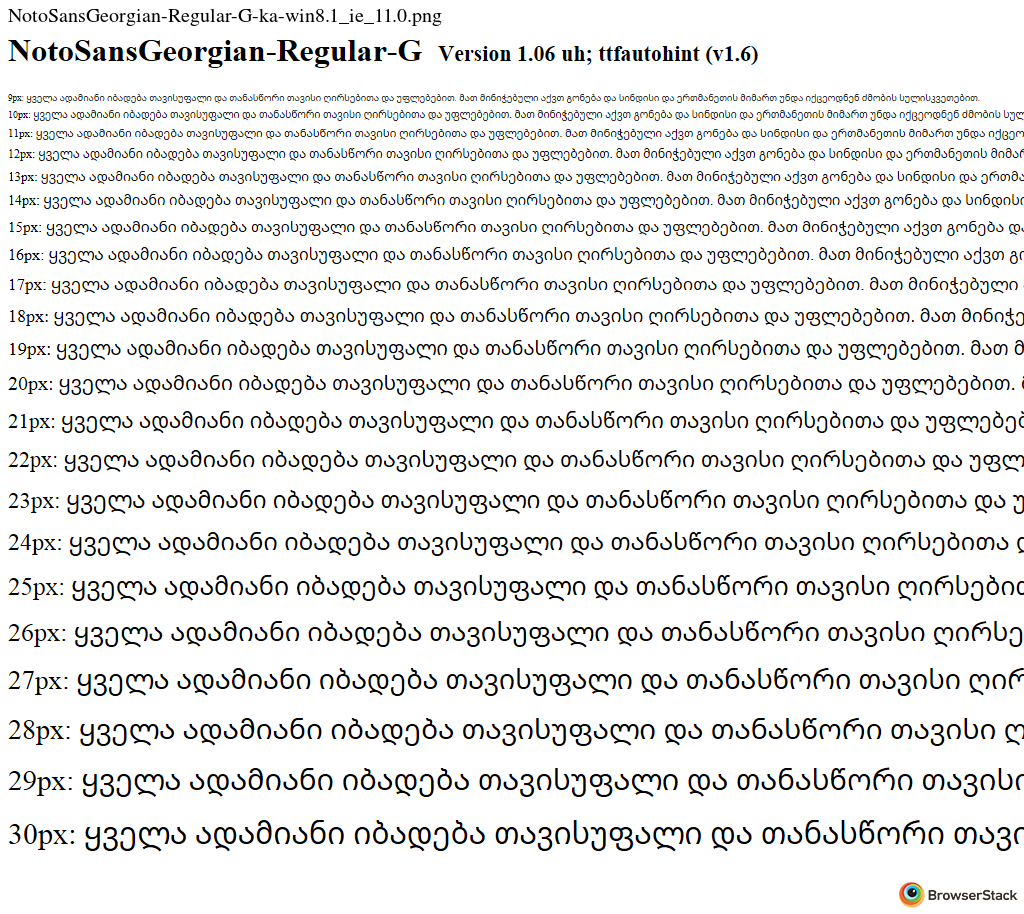 NotoSansGeorgian-Regular-G-ka-win8.1_ie_11.0.png
NotoSansGeorgian-Regular-G Version 1.06 uh; ttfautohint (v1.6)
9px: ყველა ადამიანი იბადება თავისუფალი და თანასწორი თავისი ღირსებითა და უფლებებით. მათ მინიჭებული აქვთ გონება და სინდისი და ერთმანეთის მიმართ უნდა იქცეოდნენ ძმობის სულისკვეთებით.
10px: ყველა ადამიანი იბადება თავისუფალი და თანასწორი თავისი ღირსებითა და უფლებებით. მათ მინიჭებული აქვთ გონება და სინდისი და ერთმანეთის მიმართ უნდა იქცეოდნენ ძმობის სულ
11px: ყველა ადამიანი იბადება თავისუფალი და თანასწორი თავისი ღირსებითა და უფლებებით. მათ მინიჭებული აქვთ გონება და სინდისი და ერთმანეთის მიმართ უნდა იქცეო
12px: ყველა ადამიანი იბადება თავისუფალი და თანასწორი თავისი ღირსებითა და უფლებებით. მათ მინიჭებული აქვთ გონება და სინდისი და ერთმანეთის მიმარ
13px: ყველა ადამიანი იბადება თავისუფალი და თანასწორი თავისი ღირსებითა და უფლებებით. მათ მინიჭებული აქვთ გონება და სინდისი და ერთმა
14px: ყველა ადამიანი იბადება თავისუფალი და თანასწორი თავისი ღირსებითა და უფლებებით. მათ მინიჭებული აქვთ გონება და სინდისი
15px: ყველა ადამიანი იბადება თავისუფალი და თანასწორი თავისი ღირსებითა და უფლებებით. მათ მინიჭებული აქვთ გონება და
16px: ყველა ადამიანი იბადება თავისუფალი და თანასწორი თავისი ღირსებითა და უფლებებით. მათ მინიჭებული აქვთ გო
17px: ყველა ადამიანი იბადება თავისუფალი და თანასწორი თავისი ღირსებითა და უფლებებით. მათ მინიჭებული
18px: ყველა ადამიანი იბადება თავისუფალი და თანასწორი თავისი ღირსებითა და უფლებებით. მათ მინიჭე
19px: ყველა ადამიანი იბადება თავისუფალი და თანასწორი თავისი ღირსებითა და უფლებებით. მათ მ
20px: ყველა ადამიანი იბადება თავისუფალი და თანასწორი თავისი ღირსებითა და უფლებებით.
21px: ყველა ადამიანი იბადება თავისუფალი და თანასწორი თავისი ღირსებითა და უფლებებ
22px: ყველა ადამიანი იბადება თავისუფალი და თანასწორი თავისი ღირსებითა და უფლ
23px: ყველა ადამიანი იბადება თავისუფალი და თანასწორი თავისი ღირსებითა და უ
24px: ყველა ადამიანი იბადება თავისუფალი და თანასწორი თავისი ღირსებითა
25px: ყველა ადამიანი იბადება თავისუფალი და თანასწორი თავისი ღირსებით
26px: ყველა ადამიანი იბადება თავისუფალი და თანასწორი თავისი ღირსე
27px: ყველა ადამიანი იბადება თავისუფალი და თანასწორი თავისი ღირ
28px: ყველა ადამიანი იბადება თავისუფალი და თანასწორი თავისი ღ
29px: ყველა ადამიანი იბადება თავისუფალი და თანასწორი თავისი
30px: ყველა ადამიანი იბადება თავისუფალი და თანასწორი თავი
BrowserStack